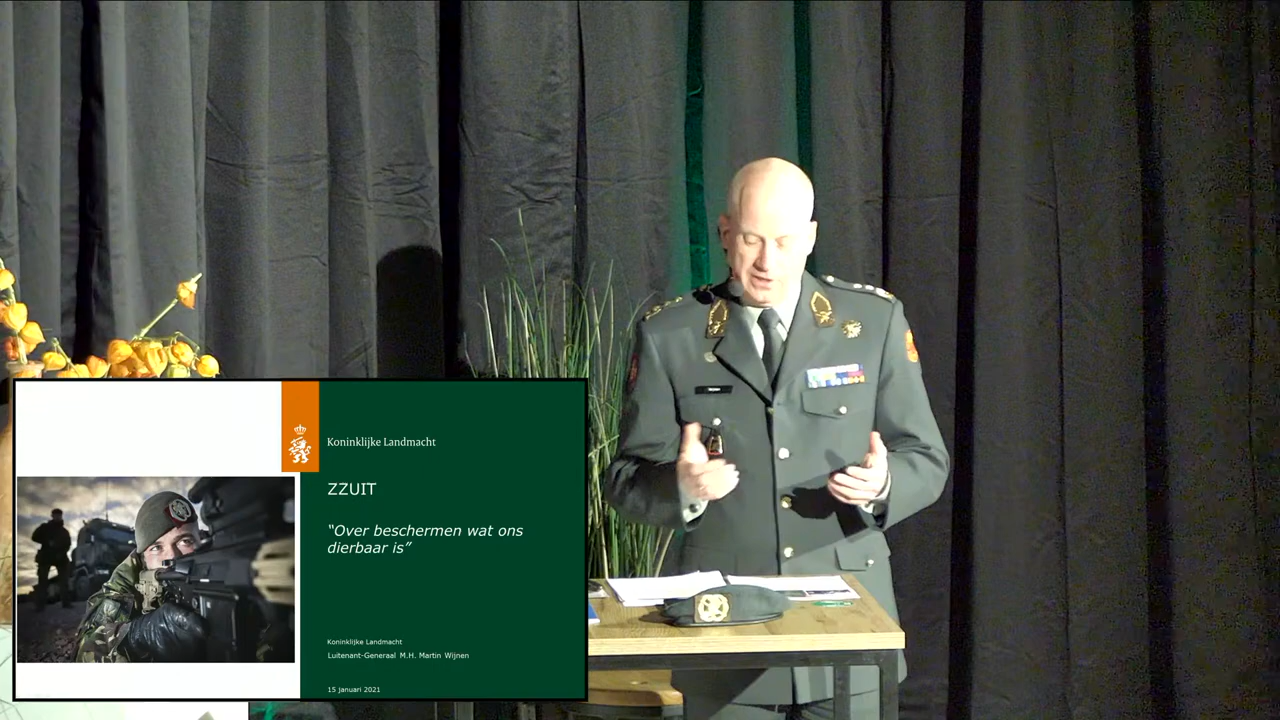 Koninklijke Landmacht
ZZUIT
“Over beschermen wat ons
dierbaar is”
Koninklijke Landmacht
Luitenant-Generaal M.H. Martin Wijnen
15 januari 2021